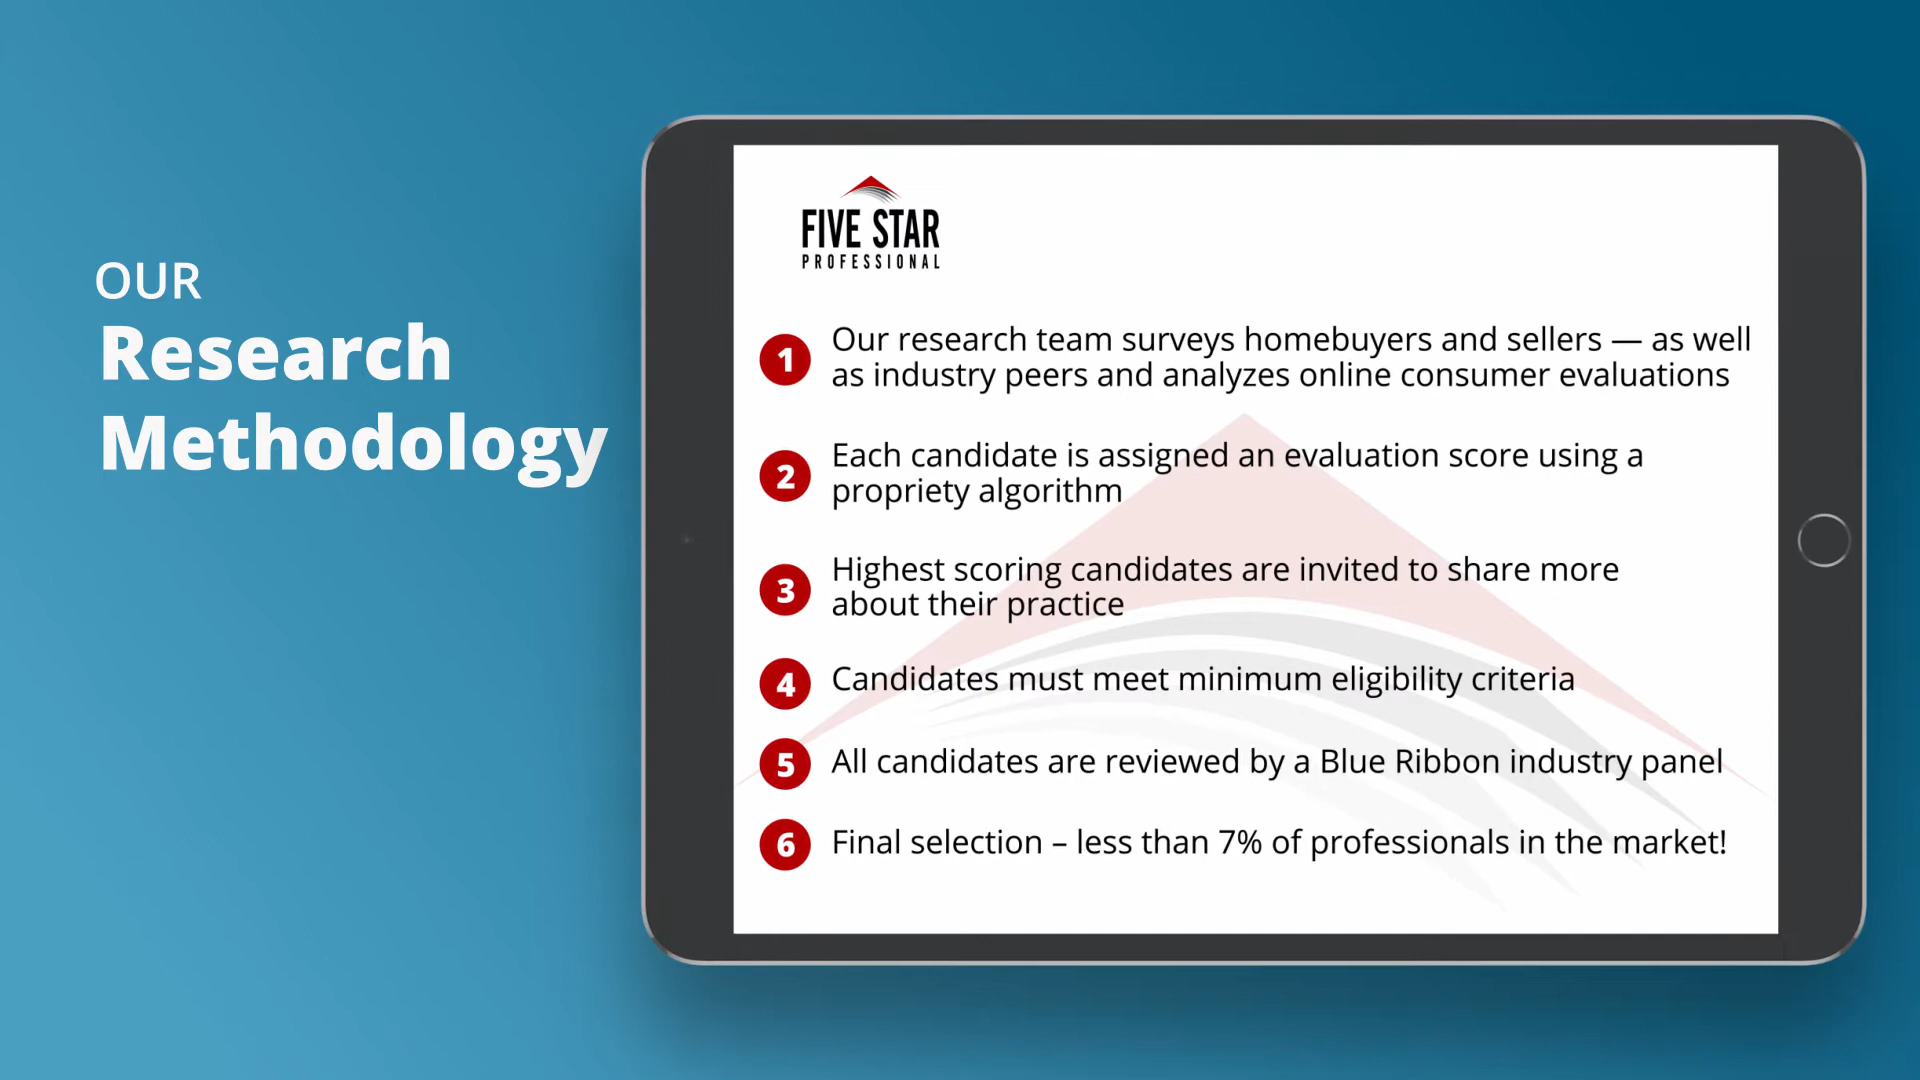 OUR
Research
Methodology
FIVE STAR
PROFESSIONAL
1 Our research team surveys homebuyers and sellers — as well
as industry peers and analyzes online consumer evaluations
2 Each candidate is assigned an evaluation score using a
propriety algorithm
3 Highest scoring candidates are invited to share more
about their practice
4 Candidates must meet minimum eligibility criteria
5 All candidates are reviewed by a Blue Ribbon industry panel
6 Final selection – less than 7% of professionals in the market!